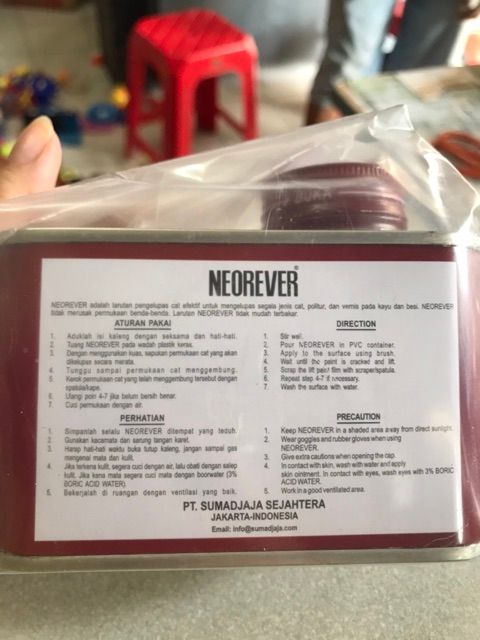 NEOREVER®
NEOREVER adalah larutan pengelupas cat efektif untuk mengelupas segala jenis cat, politur, dan vernis pada kayu dan besi. NEOREVER
tidak merusak permukaan benda-benda. Larutan NEOREVER tidak mudah terbakar.
ATURAN PAKAI
1. Aduklah isi kaleng dengan seksama dan hati-hati.
2. Tuang NEOREVER pada wadah plastik keras.
3. Dengan menggunakan kuas, sapukan permukaan cat yang akan
dikelupas secara merata.
4. Tunggu sampai permukaan cat menggembung.
5. Kerok permukaan cat yang telah menggembung tersebut dengan
spatula/kape.
6. Ulangi poin 4-7 jika belum bersih benar.
7. Cuci permukaan dengan air.
DIRECTION
1. Stir well.
2. Pour NEOREVER in PVC container.
3. Apply to the surface using brush.
4. Wait until the paint is cracked and lift.
5. Scrap the lift pais/ film with scraper/spatula.
6. Repeat step 4-7 if necessary.
7. Wash the surface with water.
PERHATIAN
1. Simpanlah selalu NEOREVER ditempat yang teduh.
2. Gunakan kacamata dan sarung tangan karet.
3. Harap hati-hati waktu buka tutup kaleng, jangan sampai gas
mengenai mata dan kulit.
4. Jika terkena kulit, segera cuci dengan air, lalu obati dengan salep
kulit. Jika kena mata segera cuci mata dengan boorwater (3%
BORIC ACID WATER).
5. Bekerjalah di ruangan dengan ventilasi yang baik.
PRECAUTION
1. Keep NEOREVER in a shaded area away from direct sunlight.
2. Wear goggles and rubber gloves when using
NEOREVER.
3. Give extra cautions when opening the cap.
4. In contact with skin, wash with water and apply
skin ointment. In contact with eyes, wash eyes with 3% BORIC
ACID WATER.
5. Work in a good ventilated area.
PT. SUMADJAJA SEJAHTERA
JAKARTA-INDONESIA
Email: info@sumadjaja.com